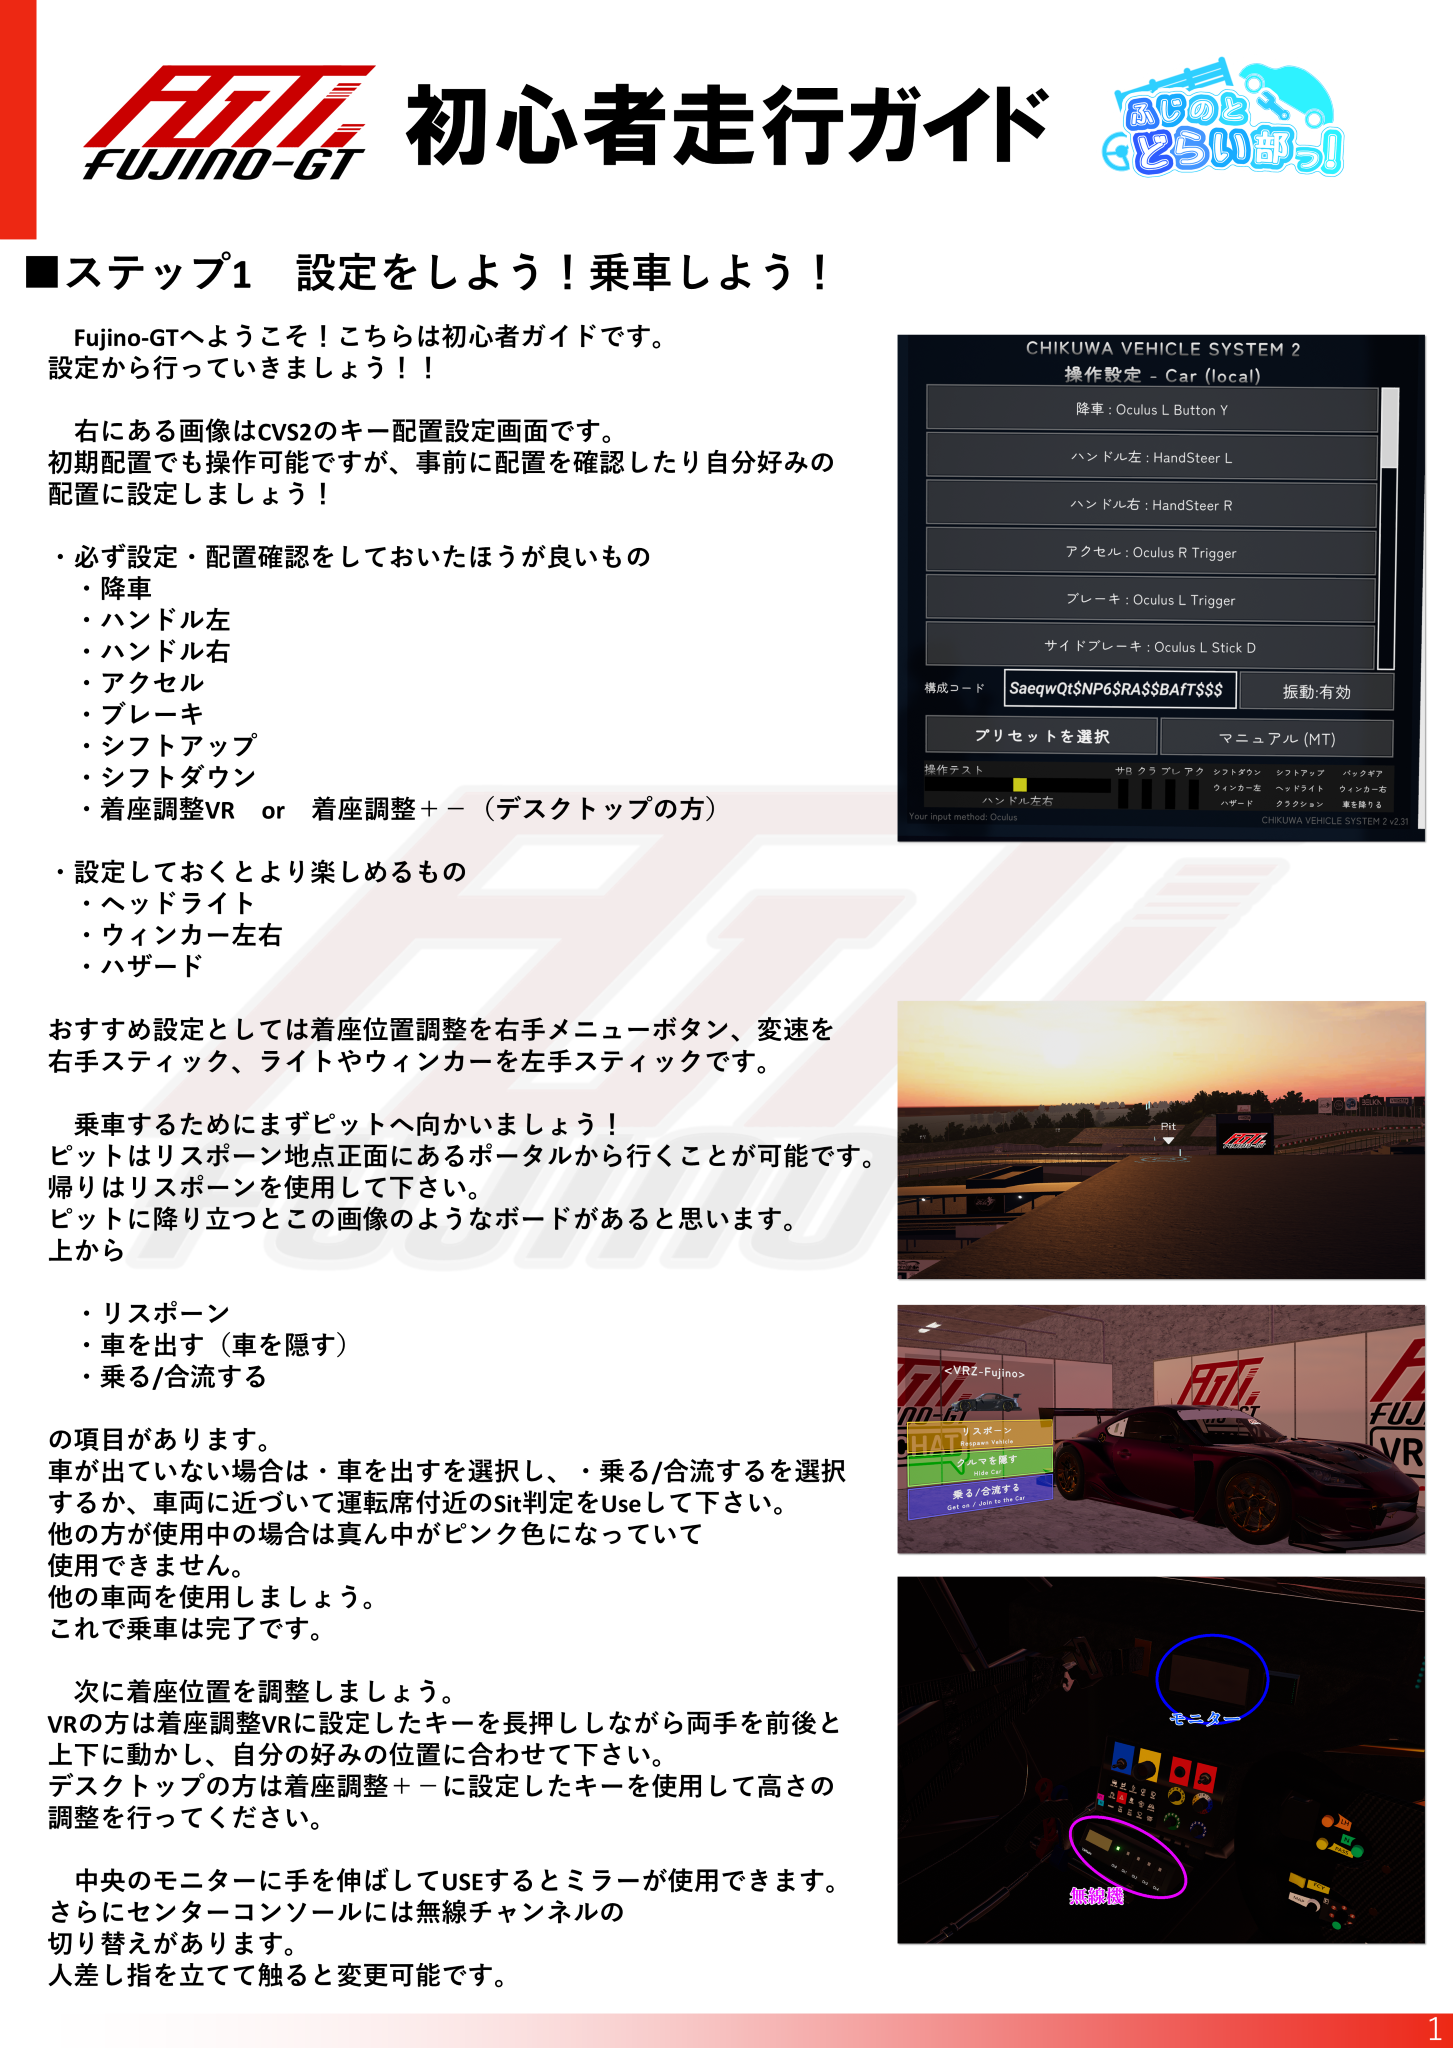 FUJINO-GT
初心者走行ガイド
ふじのと
どらい部っ!
■ステップ1　設定をしよう！乗車しよう！
Fujino-GTへようこそ！こちらは初心者ガイドです。
設定から行っていきましょう！！
右にある画像はCVS2のキー配置設定画面です。
初期配置でも操作可能ですが、事前に配置を確認したり自分好みの
配置に設定しましょう！
・必ず設定・配置確認をしておいたほうが良いもの
・降車
・ハンドル左
・ハンドル右
・アクセル
・ブレーキ
・シフトアップ
・シフトダウン
・着座調整VR　or　着座調整＋－（デスクトップの方）
・設定しておくとより楽しめるもの
・ヘッドライト
・ウィンカー左右
・ハザード
おすすめ設定としては着座位置調整を右手メニューボタン、変速を
右手スティック、ライトやウィンカーを左手スティックです。
乗車するためにまずピットへ向かいましょう！
ピットはリスポーン地点正面にあるポータルから行くことが可能です。
帰りはリスポーンを使用して下さい。
ピットに降り立つとこの画像のようなボードがあると思います。
上から
・リスポーン
・車を出す（車を隠す）
・乗る/合流する
の項目があります。
車が出ていない場合は・車を出すを選択し、・乗る/合流するを選択
するか、車両に近づいて運転席付近のSit判定をUseして下さい。
他の方が使用中の場合は真ん中がピンク色になっていて
使用できません。
他の車両を使用しましょう。
これで乗車は完了です。
次に着座位置を調整しましょう。
VRの方は着座調整VRに設定したキーを長押ししながら両手を前後と
上下に動かし、自分の好みの位置に合わせて下さい。
デスクトップの方は着座調整＋－に設定したキーを使用して高さの
調整を行ってください。
中央のモニターに手を伸ばしてUSEするとミラーが使用できます。
さらにセンターコンソールには無線チャンネルの
切り替えがあります。
人差し指を立てて触ると変更可能です。
CHIKUWA VEHICLE SYSTEM 2
操作設定 - Car (local)
降車 : Oculus L Button Y
ハンドル左 : HandSteer L
ハンドル右 : HandSteer R
アクセル : Oculus R Trigger
ブレーキ : Oculus L Trigger
サイドブレーキ : Oculus L Stick D
構成コード SaeqwQt$NP6$RA$$BAfT$$$ 振動:有効
プリセットを選択 マニュアル (MT)
操作テスト サB クラ ブレ アク シフトダウン シフトアップ バックギア
ウィンカー左 ヘッドライト ウィンカー右
ハンドル左右 ハザード クラクション 車を降りる
Your input method: Oculus CHIKUWA VEHICLE SYSTEM 2 v2.31
Pit
<VRZ-Fujino>
リスポーン
Respawn Vehicle
クルマを隠す
Hide Car
乗る/合流する
Get on / Join to the Car
モニター
無線機
1